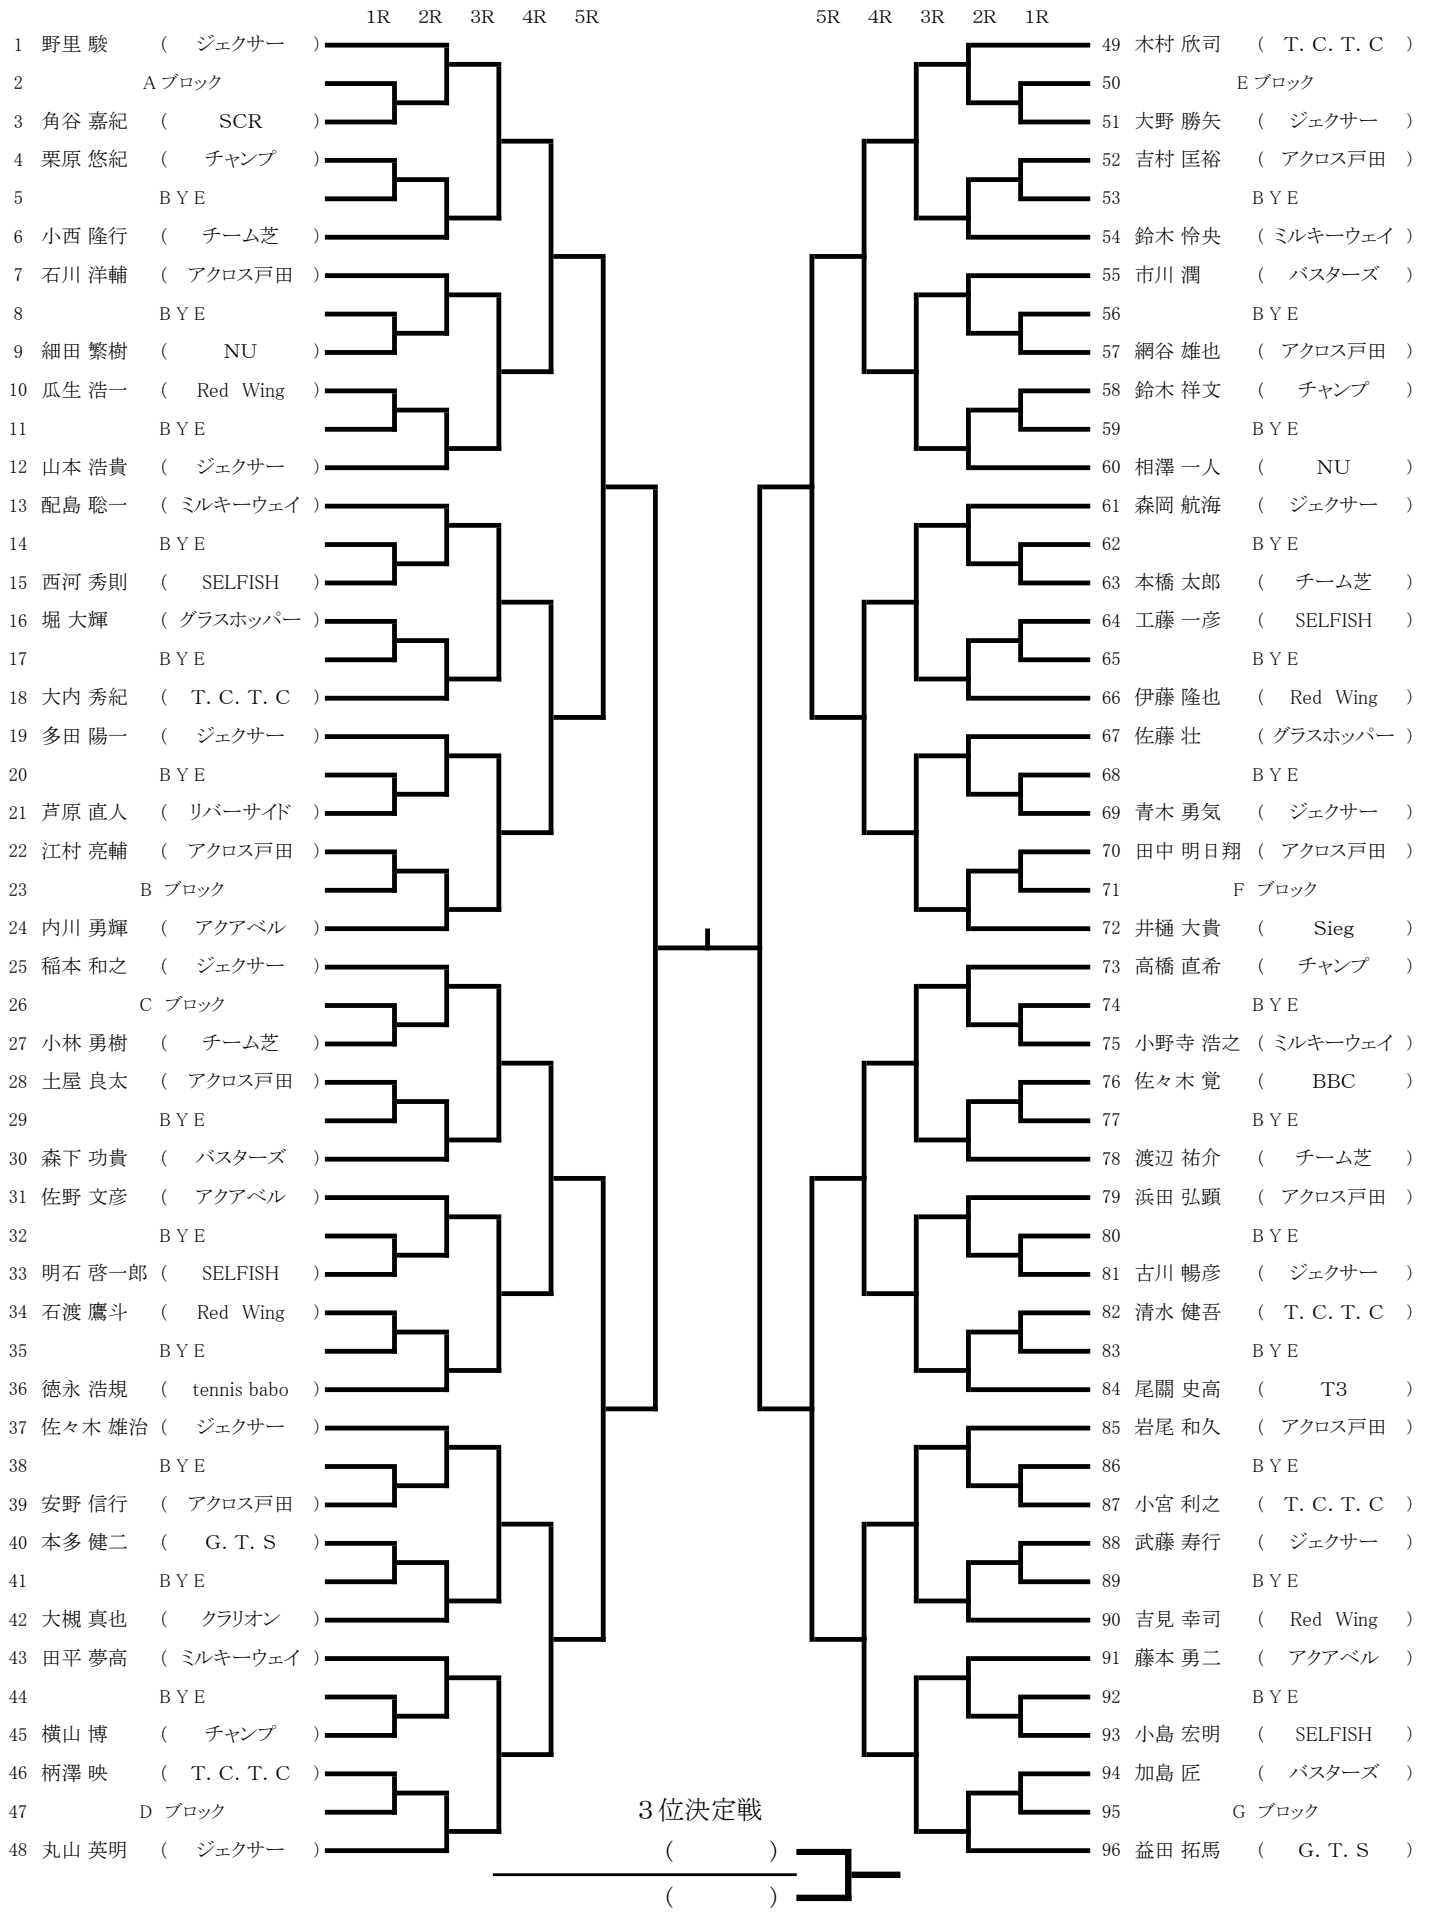 1R 2R 3R 4R 5R
1 野里 駿 ( ジェクサー )
2 A ブロック
3 角谷 嘉紀 ( SCR )
4 栗原 悠紀 ( チャンプ )
5 B Y E
6 小西 隆行 ( チーム芝 )
7 石川 洋輔 ( アクロス戸田 )
8 B Y E
9 細田 繁樹 ( NU )
10 瓜生 浩一 ( Red Wing )
11 B Y E
12 山本 浩貴 ( ジェクサー )
13 配島 聡一 ( ミルキーウェイ )
14 B Y E
15 西河 秀則 ( SELFISH )
16 堀 大輝 ( グラスホッパー )
17 B Y E
18 大内 秀紀 ( T. C. T. C )
19 多田 陽一 ( ジェクサー )
20 B Y E
21 芦原 直人 ( リバーサイド )
22 江村 亮輔 ( アクロス戸田 )
23 B ブロック
24 内川 勇輝 ( アクアベル )
25 稲本 和之 ( ジェクサー )
26 C ブロック
27 小林 勇樹 ( チーム芝 )
28 土屋 良太 ( アクロス戸田 )
29 B Y E
30 森下 功貴 ( バスターズ )
31 佐野 文彦 ( アクアベル )
32 B Y E
33 明石 啓一郎 ( SELFISH )
34 石渡 鷹斗 ( Red Wing )
35 B Y E
36 徳永 浩規 ( tennis babo )
37 佐々木 雄治 ( ジェクサー )
38 B Y E
39 安野 信行 ( アクロス戸田 )
40 本多 健二 ( G. T. S )
41 B Y E
42 大槻 真也 ( クラリオン )
43 田平 夢高 ( ミルキーウェイ )
44 B Y E
45 横山 博 ( チャンプ )
46 柄澤 映 ( T. C. T. C )
47 D ブロック
48 丸山 英明 ( ジェクサー )
5R 4R 3R 2R 1R
49 木村 欣司 ( T. C. T. C )
50 E ブロック
51 大野 勝矢 ( ジェクサー )
52 吉村 匡裕 ( アクロス戸田 )
53 B Y E
54 鈴木 怜央 ( ミルキーウェイ )
55 市川 潤 ( バスターズ )
56 B Y E
57 網谷 雄也 ( アクロス戸田 )
58 鈴木 祥文 ( チャンプ )
59 B Y E
60 相澤 一人 ( NU )
61 森岡 航海 ( ジェクサー )
62 B Y E
63 本橋 太郎 ( チーム芝 )
64 工藤 一彦 ( SELFISH )
65 B Y E
66 伊藤 隆也 ( Red Wing )
67 佐藤 壮 ( グラスホッパー )
68 B Y E
69 青木 勇気 ( ジェクサー )
70 田中 明日翔 ( アクロス戸田 )
71 F ブロック
72 井樋 大貴 ( Sieg )
73 高橋 直希 ( チャンプ )
74 B Y E
75 小野寺 浩之 ( ミルキーウェイ )
76 佐々木 覚 ( BBC )
77 B Y E
78 渡辺 祐介 ( チーム芝 )
79 浜田 弘顕 ( アクロス戸田 )
80 B Y E
81 古川 暢彦 ( ジェクサー )
82 清水 健吾 ( T. C. T. C )
83 B Y E
84 尾關 史高 ( T3 )
85 岩尾 和久 ( アクロス戸田 )
86 B Y E
87 小宮 利之 ( T. C. T. C )
88 武藤 寿行 ( ジェクサー )
89 B Y E
90 吉見 幸司 ( Red Wing )
91 藤本 勇二 ( アクアベル )
92 B Y E
93 小島 宏明 ( SELFISH )
94 加島 匠 ( バスターズ )
95 G ブロック
96 益田 拓馬 ( G. T. S )
３位決定戦
( )
( )